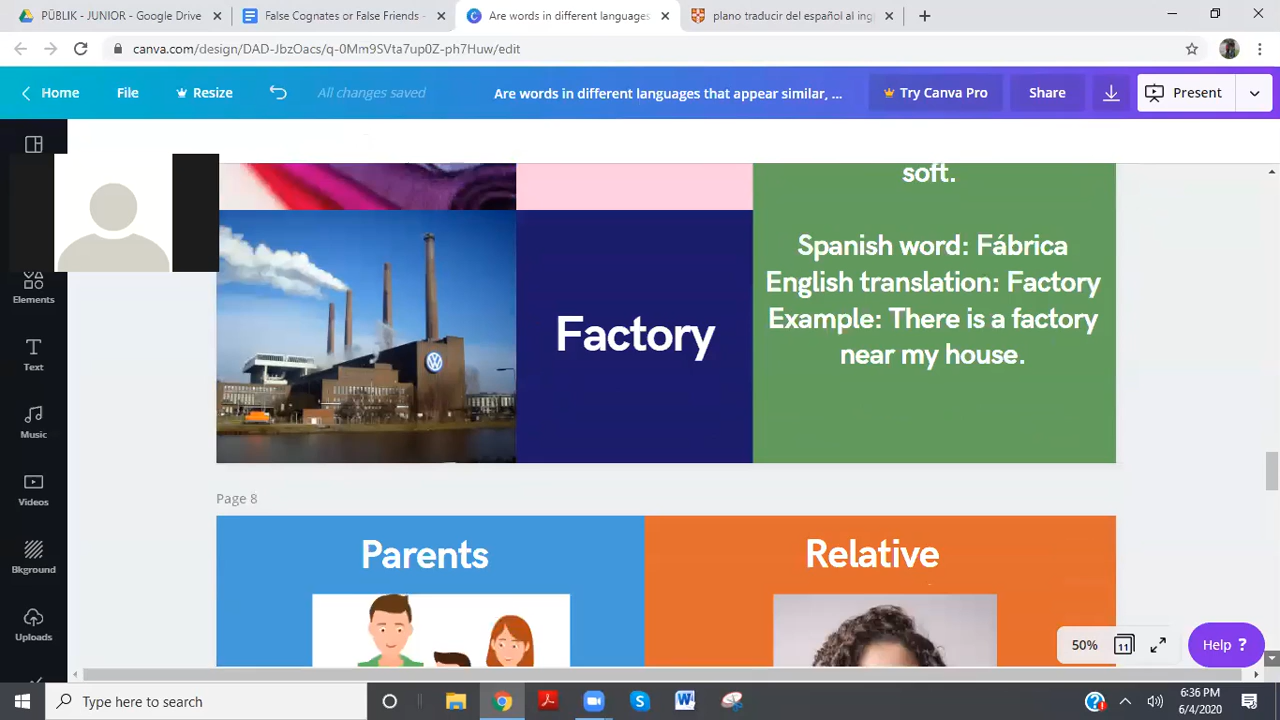 PÜBLIK - JUNIOR - Google Drive
False Cognates or False Friends -
Are words in different languages
plano traducir del español al ing
canva.com/design/DAD-JbzOacs/q-0Mm9SVta7up0Z-ph7Huw/edit
Home
File
Resize
All changes saved
Are words in different languages that appear similar, ...
Try Canva Pro
Share
Present
soft.
Spanish word: Fábrica
English translation: Factory
Example: There is a factory
near my house.
Factory
Elements
Text
Music
Videos
Bkground
Uploads
Page 8
Parents
Relative
50%
11
Help ?
Type here to search
6:36 PM
6/4/2020